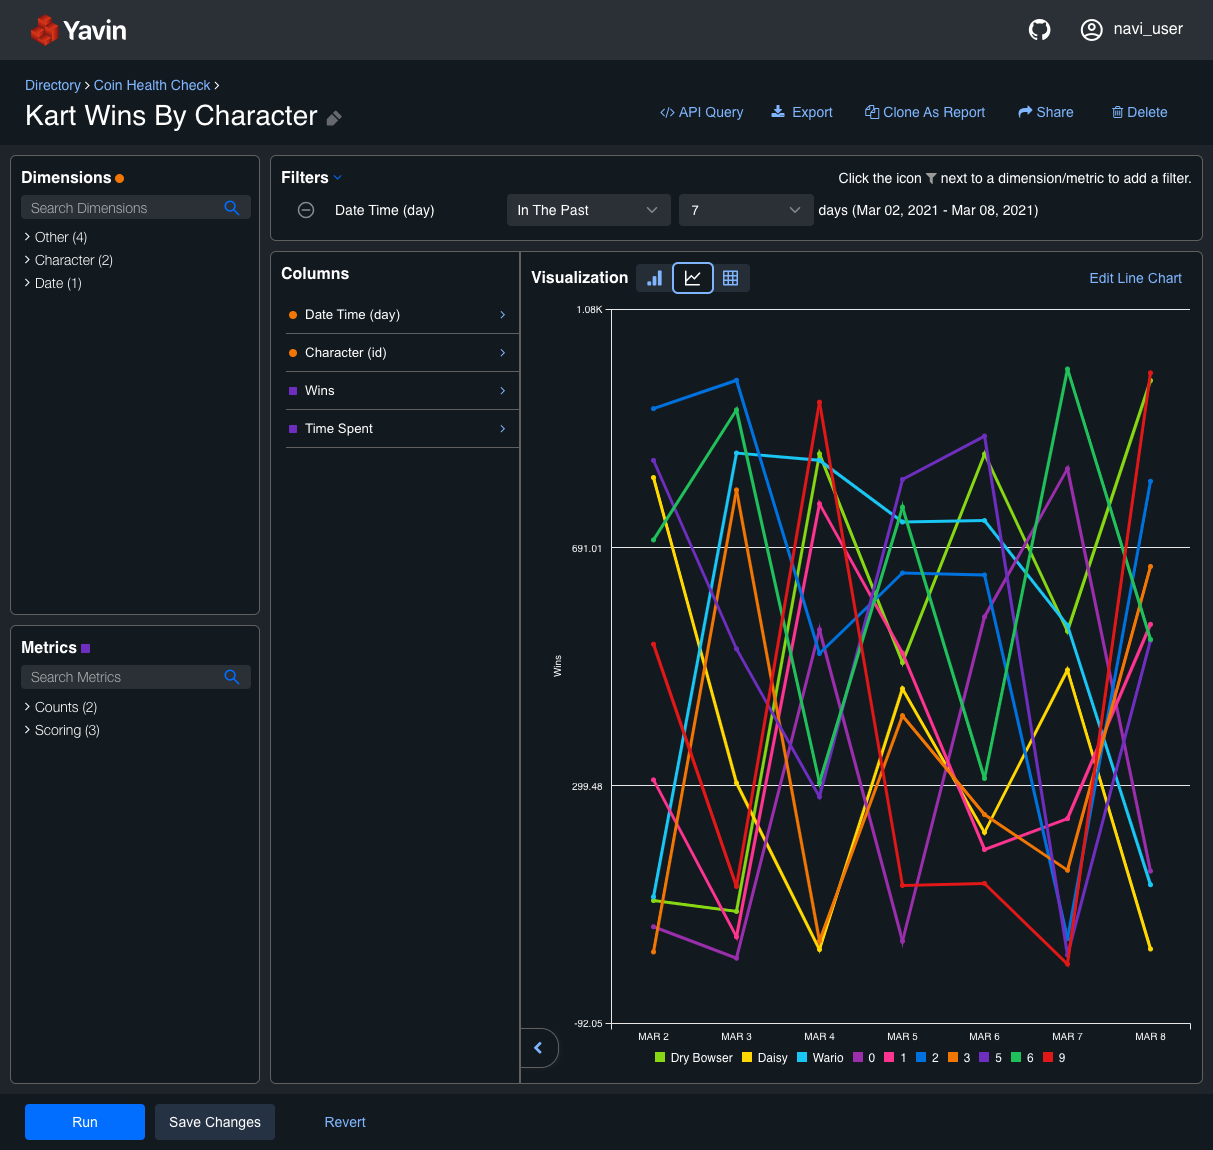 Yavin
navi_user
Directory > Coin Health Check >
Kart Wins By Character
</> API Query
Export
Clone As Report
Share
Delete
Dimensions
Search Dimensions
Other (4)
Character (2)
Date (1)
Metrics
Search Metrics
Counts (2)
Scoring (3)
Filters
Click the icon next to a dimension/metric to add a filter.
Date Time (day) In The Past 7 days (Mar 02, 2021 - Mar 08, 2021)
Columns
Date Time (day)
Character (id)
Wins
Time Spent
Visualization
Edit Line Chart
1.08K
691.01
299.48
-92.05
Wins
MAR 2 MAR 3 MAR 4 MAR 5 MAR 6 MAR 7 MAR 8
Dry Bowser Daisy Wario 0 1 2 3 5 6 9
Run
Save Changes
Revert